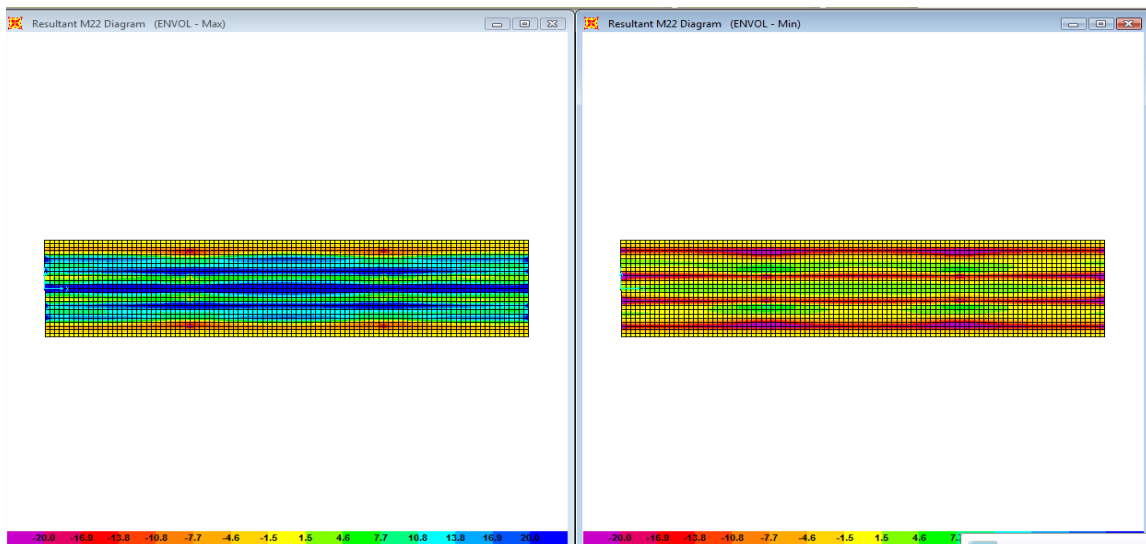 Resultant M22 Diagram (ENVOL - Max)
Resultant M22 Diagram (ENVOL - Min)
-20.0 -16.9 -13.8 -10.8 -7.7 -4.6 -1.5 1.5 4.6 7.7 10.8 13.8 16.9 20.0
-20.0 -16.9 -13.8 -10.8 -7.7 -4.6 -1.5 1.5 4.6